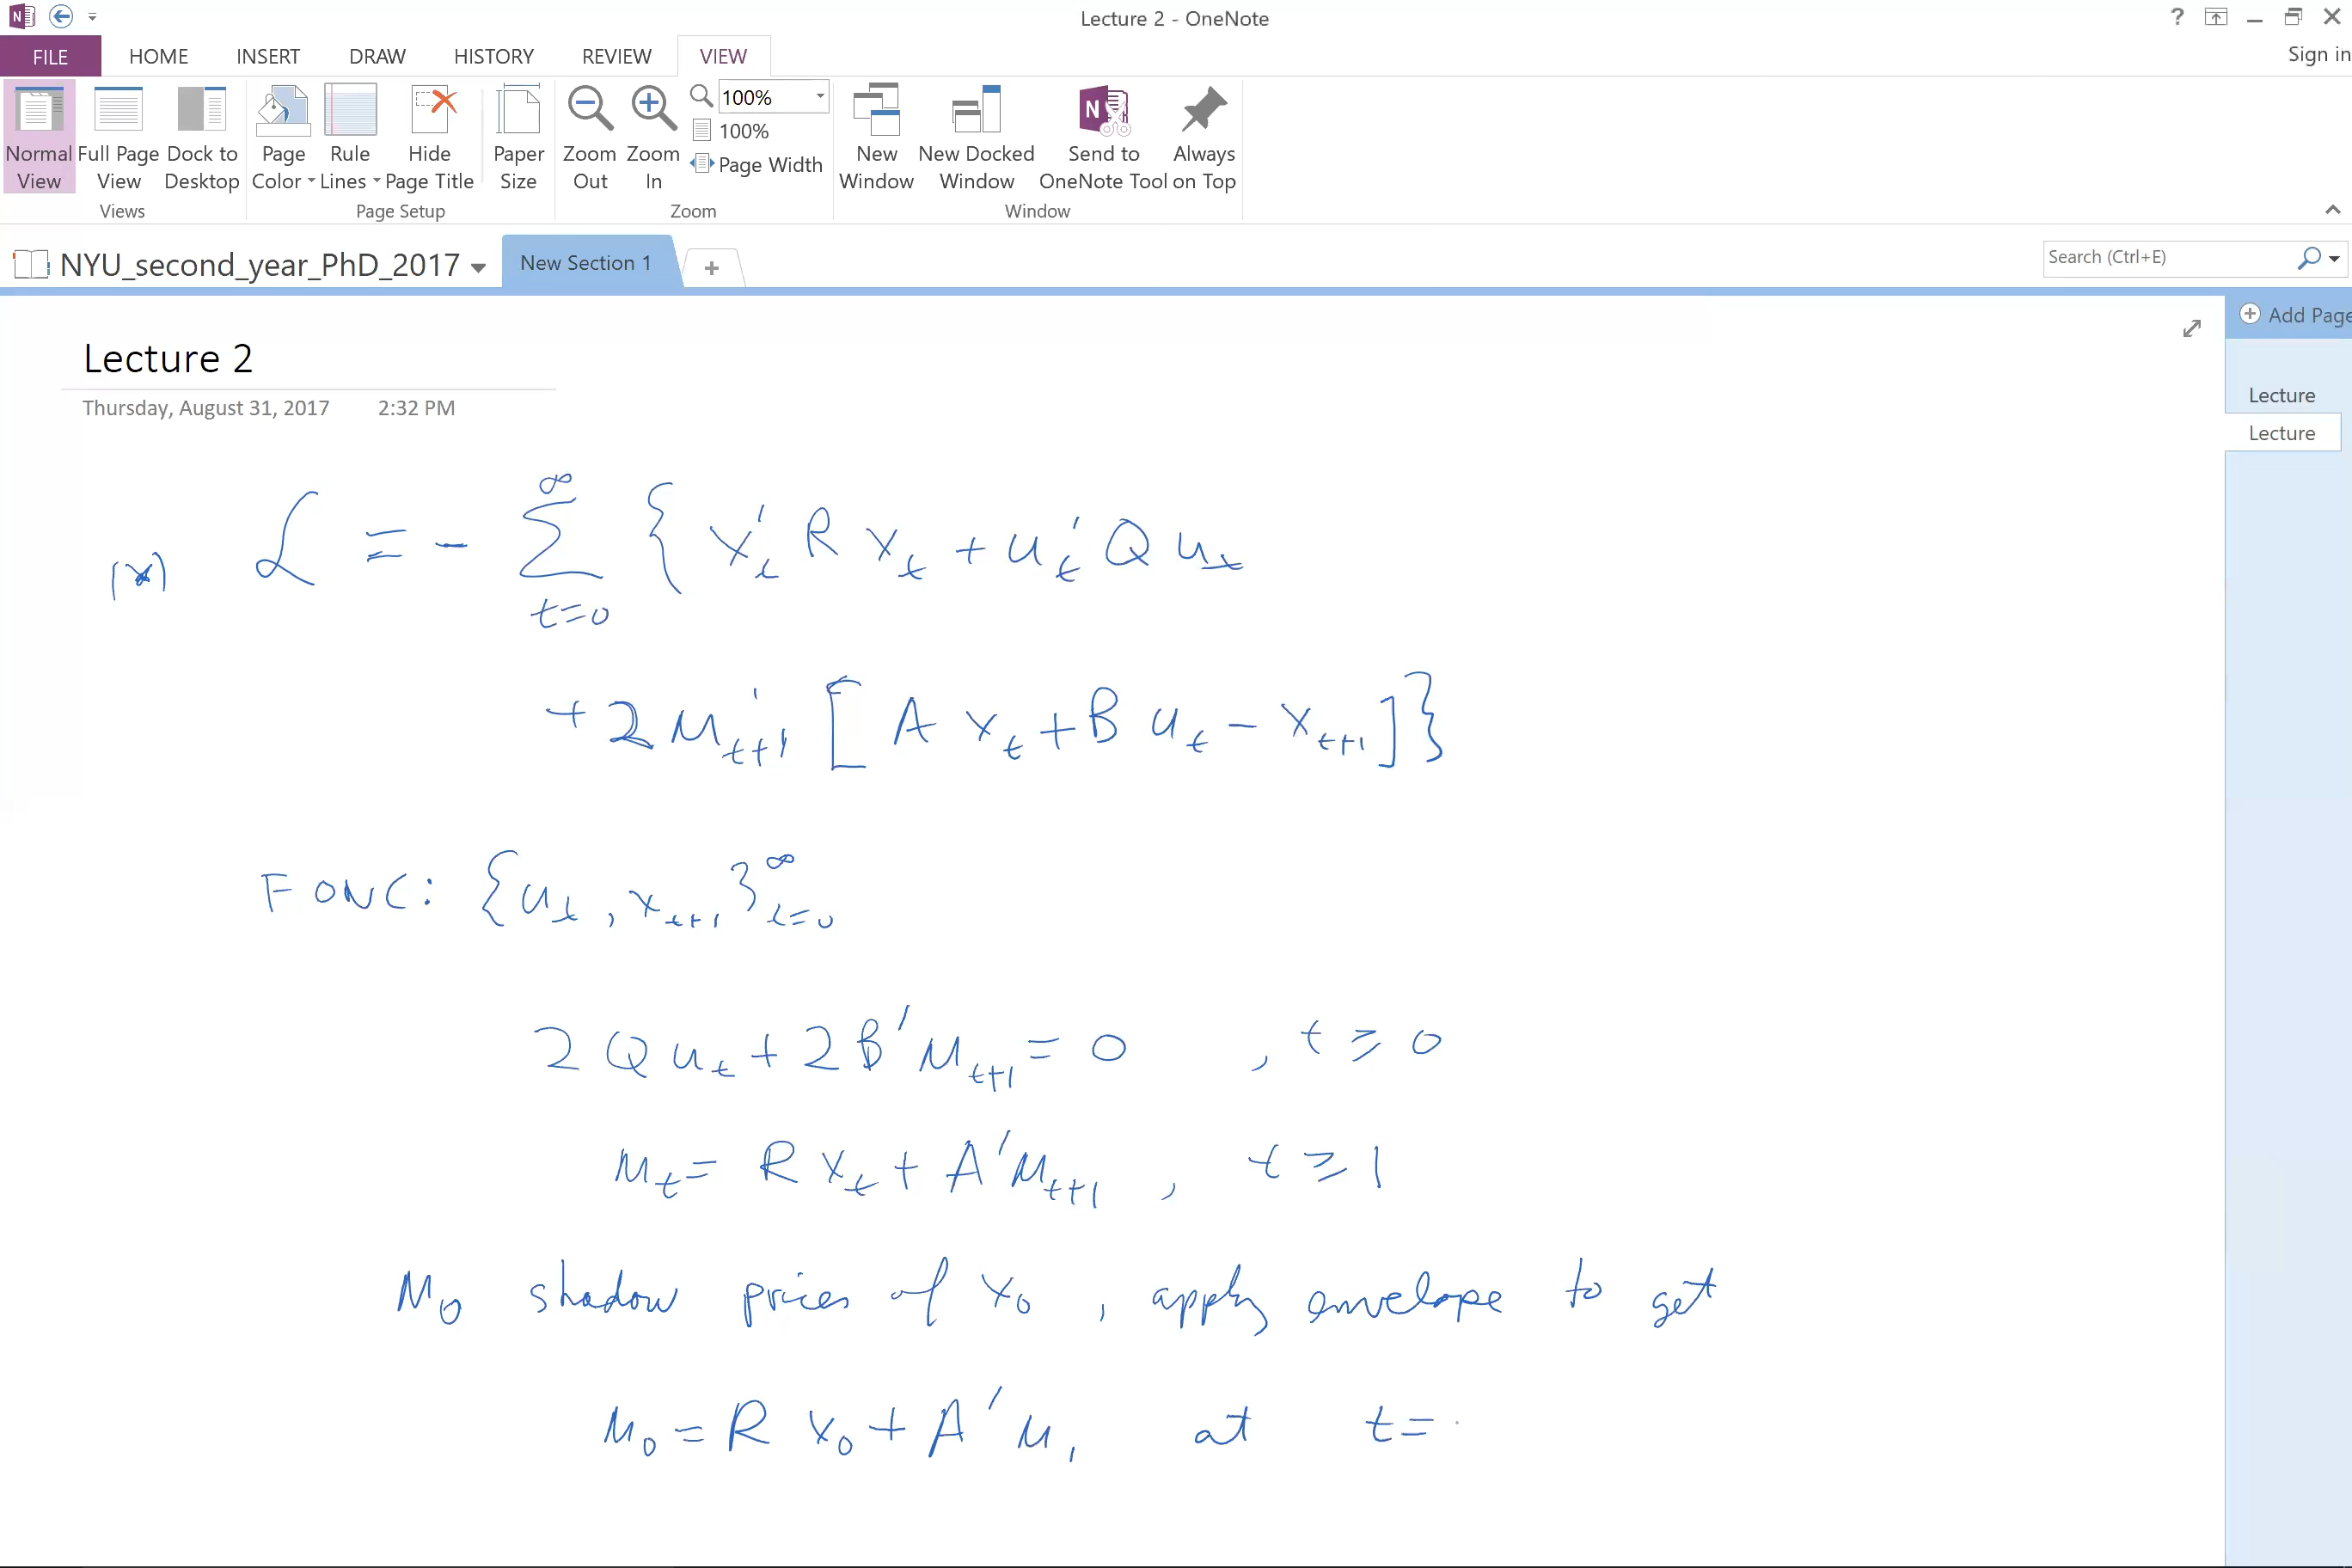 Lecture 2 - OneNote
?
Sign in
FILE HOME INSERT DRAW HISTORY REVIEW VIEW
Normal View
Full Page View
Dock to Desktop
Page Color
Rule Lines
Hide Page Title
Paper Size
Zoom Out
Zoom In
100%
100%
Page Width
New Window
New Docked Window
Send to OneNote Tool
Always on Top
Views Page Setup Zoom Window
NYU_second_year_PhD_2017 New Section 1 +
Search (Ctrl+E)
Add Page
Lecture
Lecture
Lecture 2
Thursday, August 31, 2017 2:32 PM
(*) ℒ = - ∑_{t=0}^{∞} { x_t' R x_t + u_t' Q u_t
+ 2 μ_{t+1}' [ A x_t + B u_t - x_{t+1} ] }
FONC: { u_t , x_{t+1} }_{t=0}^{∞}
2 Q u_t + 2 B' μ_{t+1} = 0 , t ≥ 0
μ_t = R x_t + A' μ_{t+1} , t ≥ 1
μ_0 shadow prices of x_0 , apply envelope to get
μ_0 = R x_0 + A' μ_1 at t =